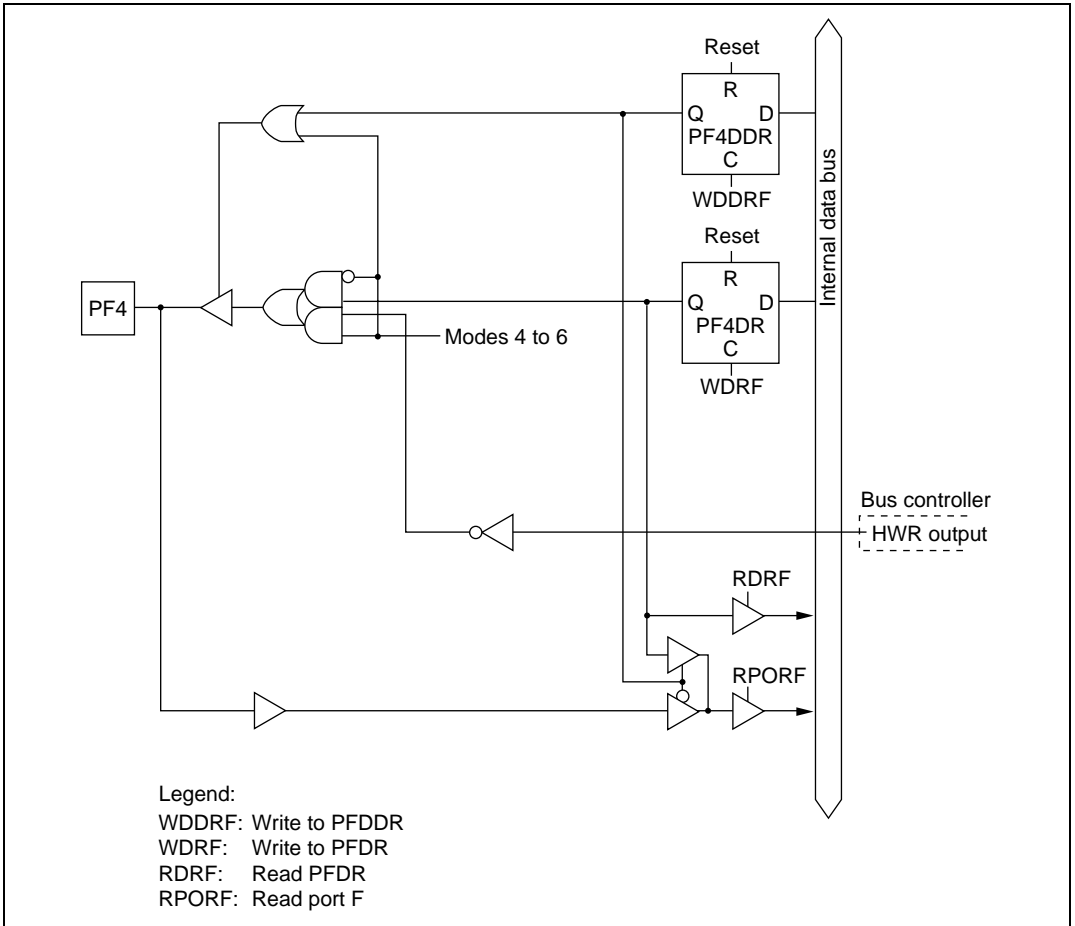 Reset
R
Q D
PF4DDR
C
WDDRF
Reset
R
Q D
PF4DR
C
WDRF
Internal data bus
PF4
Modes 4 to 6
Bus controller
HWR output
RDRF
RPORF
Legend:
WDDRF: Write to PFDDR
WDRF: Write to PFDR
RDRF: Read PFDR
RPORF: Read port F